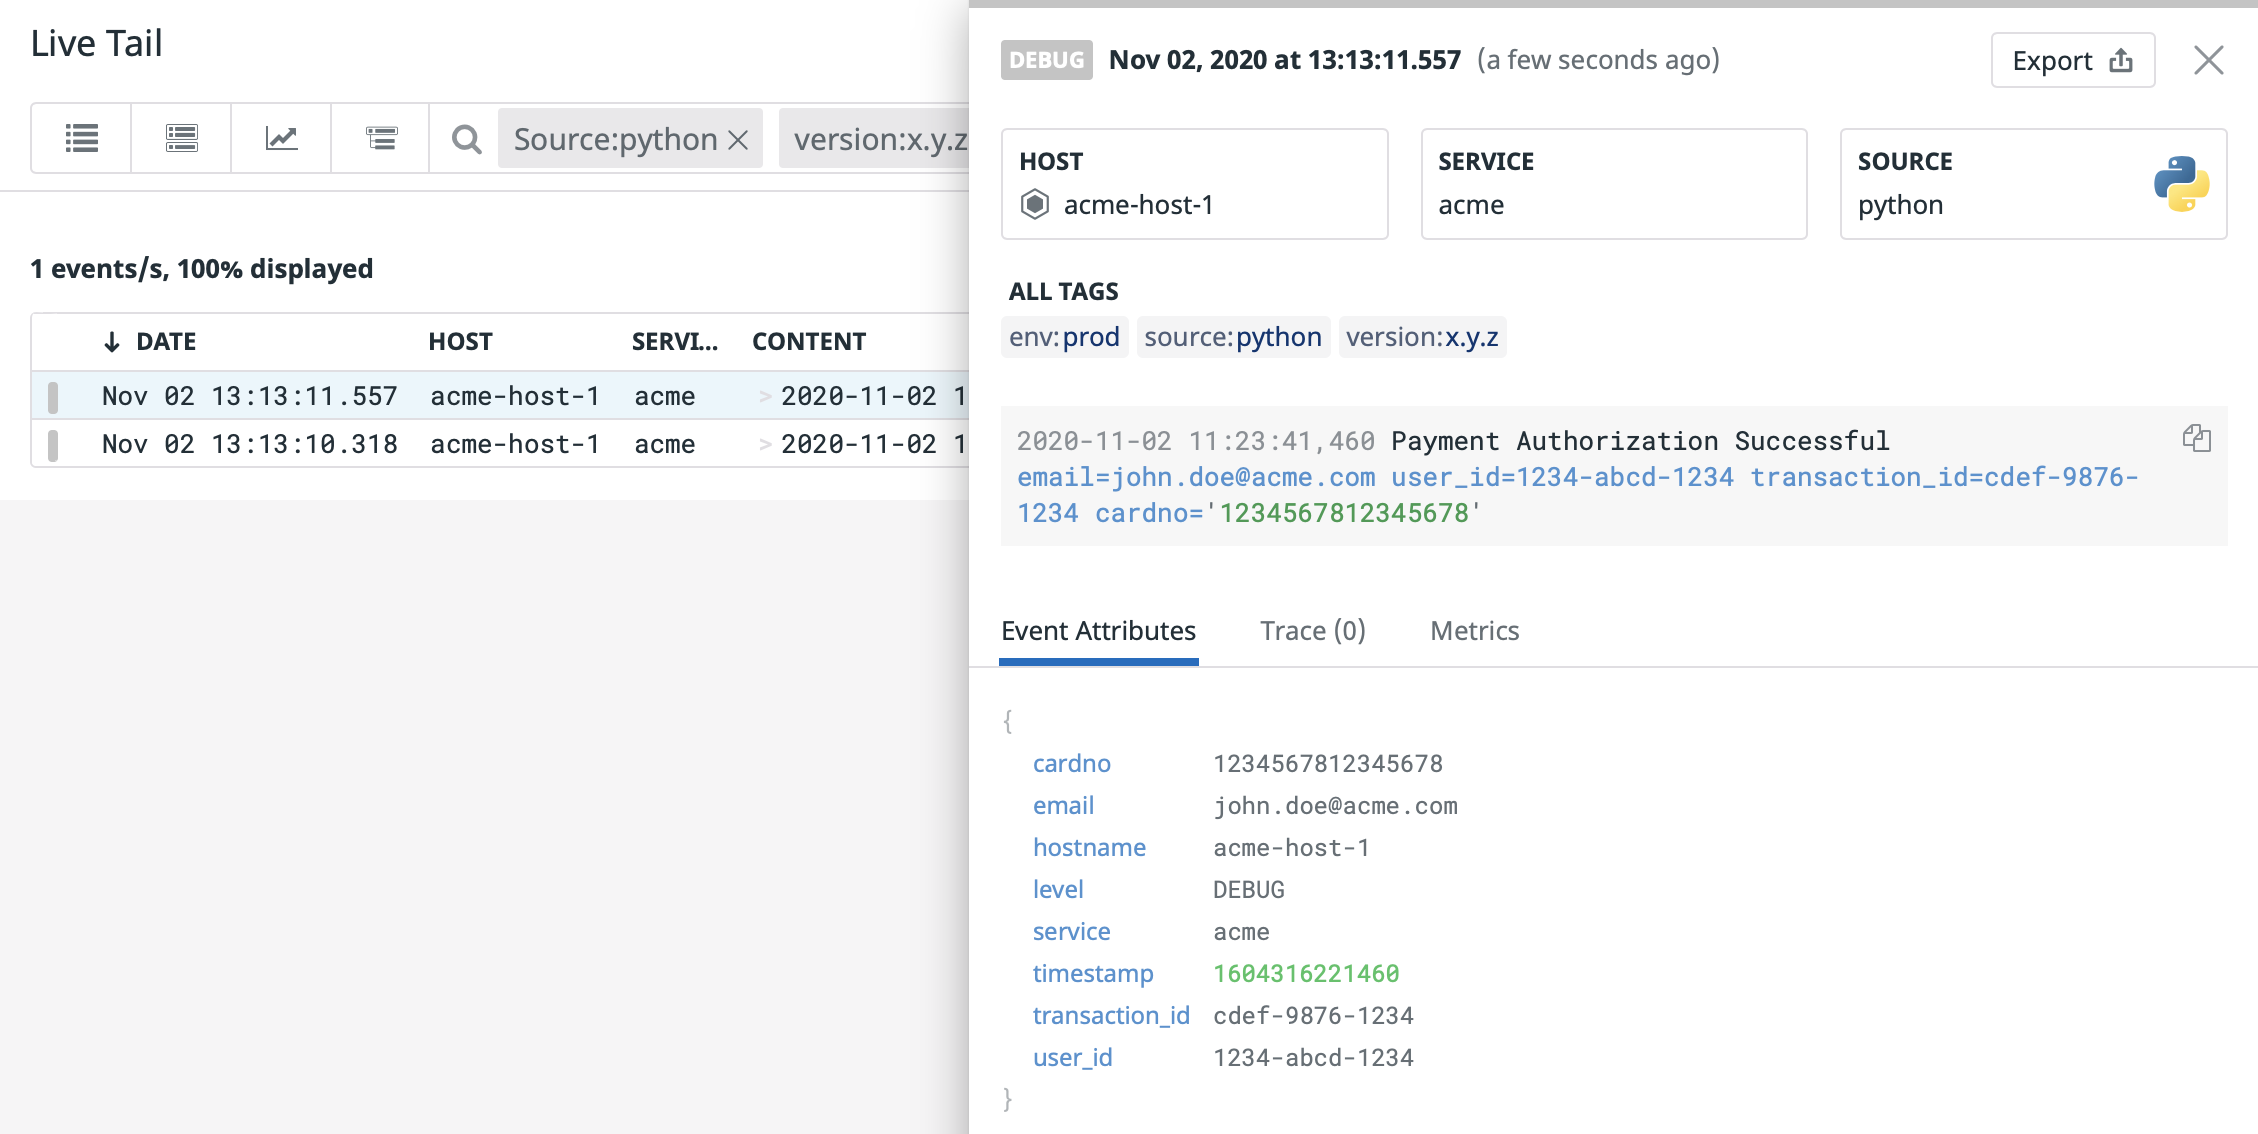 Live Tail
Source:python
version:x.y.z
1 events/s, 100% displayed
DATE HOST SERVI... CONTENT
Nov 02 13:13:11.557 acme-host-1 acme > 2020-11-02 1
Nov 02 13:13:10.318 acme-host-1 acme > 2020-11-02 1
DEBUG Nov 02, 2020 at 13:13:11.557 (a few seconds ago) Export
HOST
acme-host-1
SERVICE
acme
SOURCE
python
ALL TAGS
env:prod source:python version:x.y.z
2020-11-02 11:23:41,460 Payment Authorization Successful
email=john.doe@acme.com user_id=1234-abcd-1234 transaction_id=cdef-9876-
1234 cardno='1234567812345678'
Event Attributes Trace (0) Metrics
{
cardno 1234567812345678
email john.doe@acme.com
hostname acme-host-1
level DEBUG
service acme
timestamp 1604316221460
transaction_id cdef-9876-1234
user_id 1234-abcd-1234
}